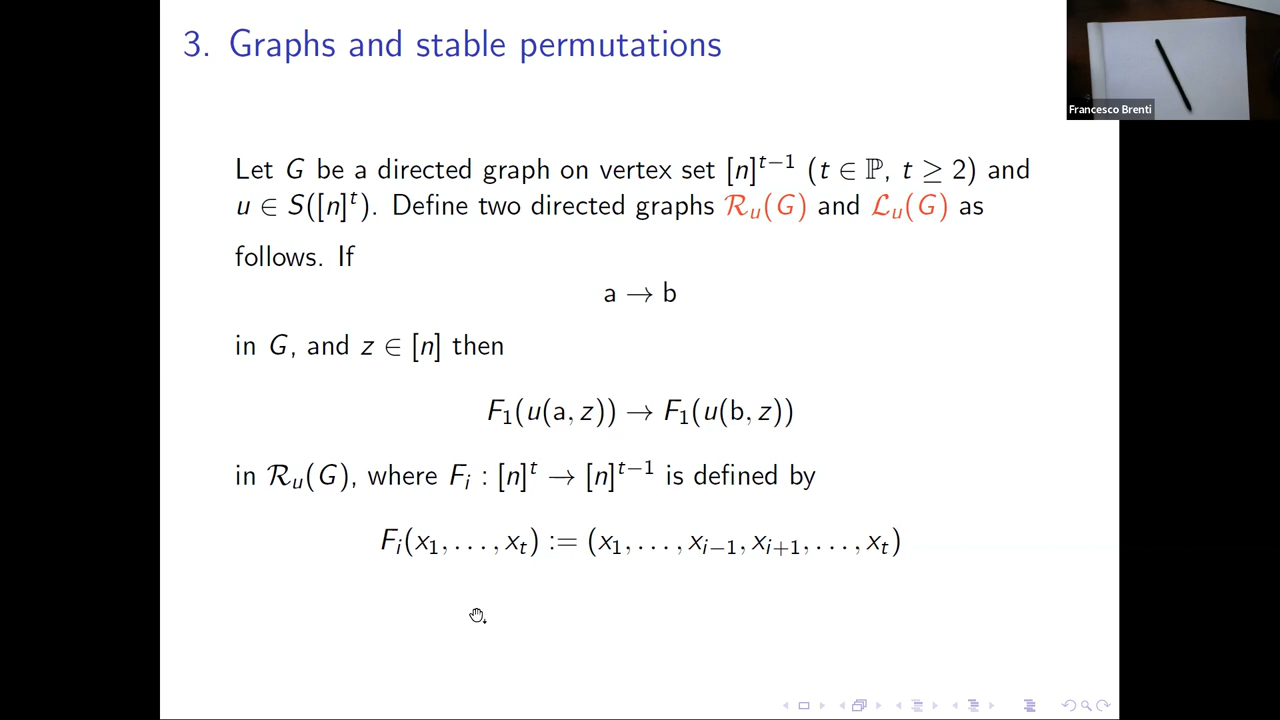 3. Graphs and stable permutations
Francesco Brenti
Let G be a directed graph on vertex set [n]^{t−1} (t ∈ ℙ, t ≥ 2) and
u ∈ S([n]^t). Define two directed graphs ℛ_u(G) and ℒ_u(G) as
follows. If
a → b
in G, and z ∈ [n] then
F_1(u(a, z)) → F_1(u(b, z))
in ℛ_u(G), where F_i : [n]^t → [n]^{t−1} is defined by
F_i(x_1, . . . , x_t) := (x_1, . . . , x_{i−1}, x_{i+1}, . . . , x_t)